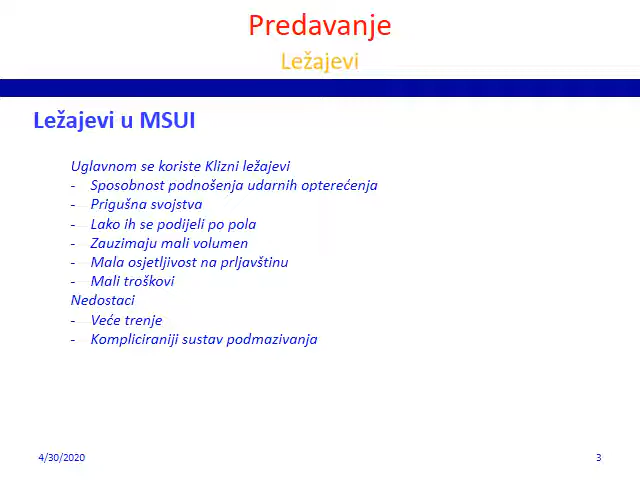 Predavanje
Ležajevi
Ležajevi u MSUI
Uglavnom se koriste Klizni ležajevi
- Sposobnost podnošenja udarnih opterećenja
- Prigušna svojstva
- Lako ih se podijeli po pola
- Zauzimaju mali volumen
- Mala osjetljivost na prljavštinu
- Mali troškovi
Nedostaci
- Veće trenje
- Kompliciraniji sustav podmazivanja
4/30/2020
3